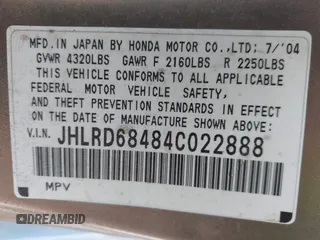 MFD. IN JAPAN BY HONDA MOTOR CO.,LTD; 7/'04
GVWR 4320LBS GAWR F 2160LBS R 2250LBS
THIS VEHICLE CONFORMS TO ALL APPLICABLE
FEDERAL MOTOR VEHICLE SAFETY,
AND THEFT PREVENTION STANDARDS IN EFFECT
ON THE DATE OF MANUFACTURE SHOWN ABOVE.
V.I.N. JHLRD68484C022888
MPV
DREAMBID